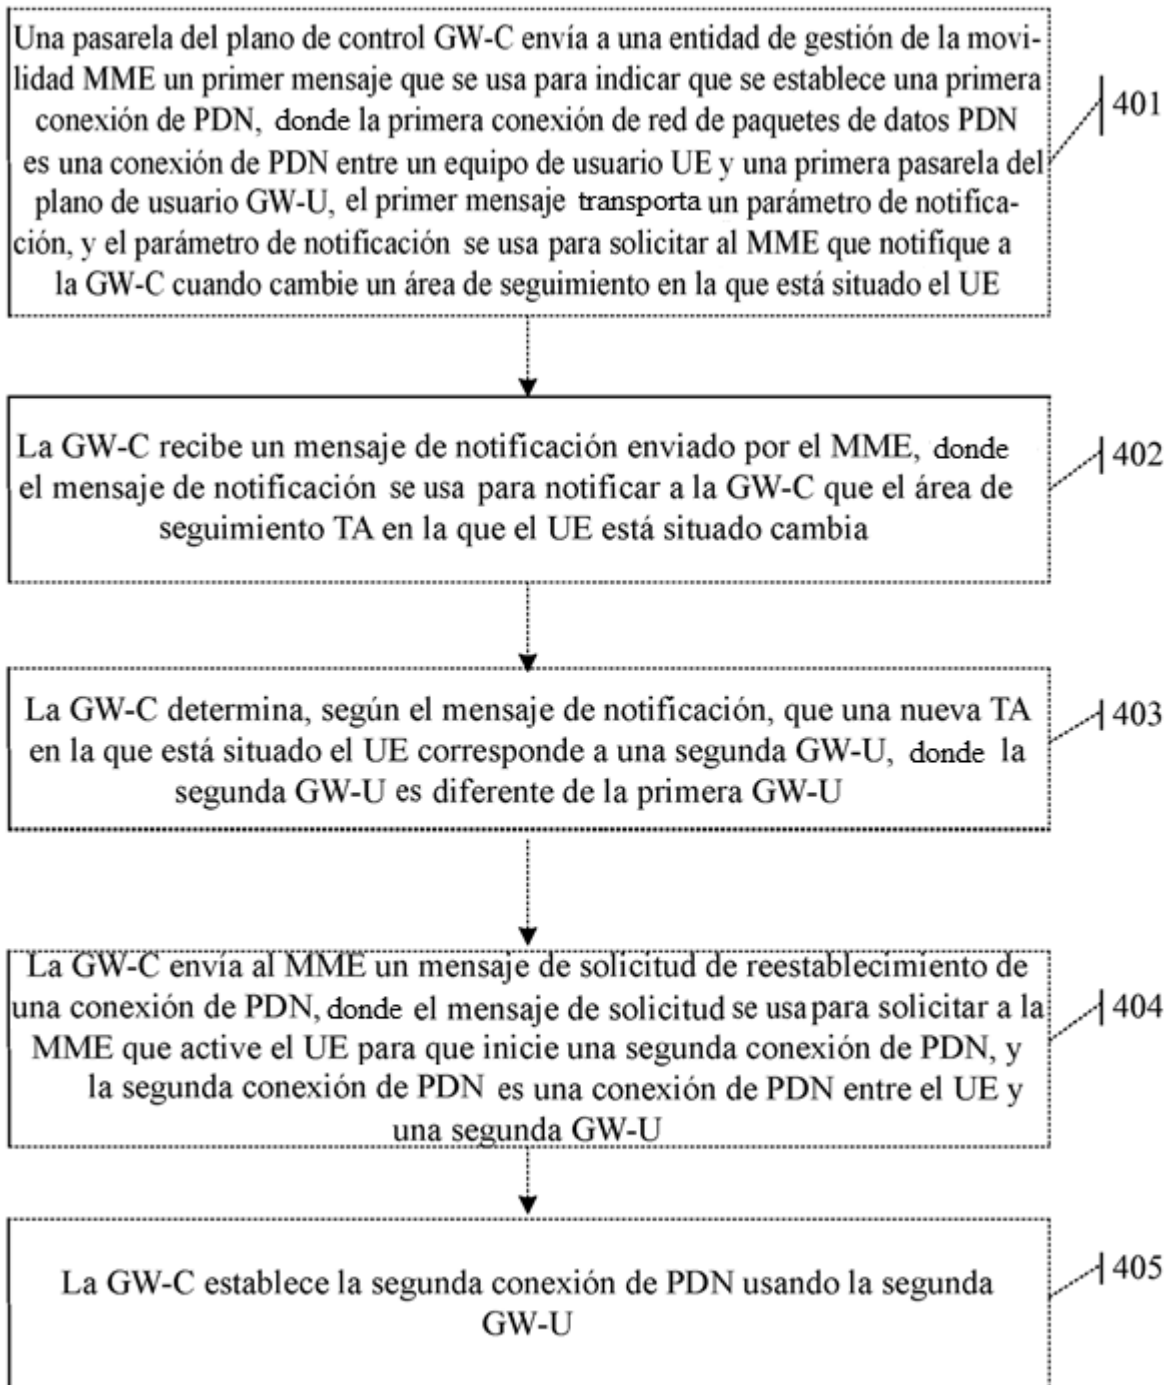 Una pasarela del plano de control GW-C envía a una entidad de gestión de la movi-
lidad MME un primer mensaje que se usa para indicar que se establece una primera
conexión de PDN, donde la primera conexión de red de paquetes de datos PDN
es una conexión de PDN entre un equipo de usuario UE y una primera pasarela del
plano de usuario GW-U, el primer mensaje transporta un parámetro de notifica-
ción, y el parámetro de notificación se usa para solicitar al MME que notifique a
la GW-C cuando cambie un área de seguimiento en la que está situado el UE
401
La GW-C recibe un mensaje de notificación enviado por el MME, donde
el mensaje de notificación se usa para notificar a la GW-C que el área de
seguimiento TA en la que el UE está situado cambia
402
La GW-C determina, según el mensaje de notificación, que una nueva TA
en la que está situado el UE corresponde a una segunda GW-U, donde la
segunda GW-U es diferente de la primera GW-U
403
La GW-C envía al MME un mensaje de solicitud de reestablecimiento de
una conexión de PDN, donde el mensaje de solicitud se usa para solicitar a la
MME que active el UE para que inicie una segunda conexión de PDN, y
la segunda conexión de PDN es una conexión de PDN entre el UE y
una segunda GW-U
404
La GW-C establece la segunda conexión de PDN usando la segunda
GW-U
405